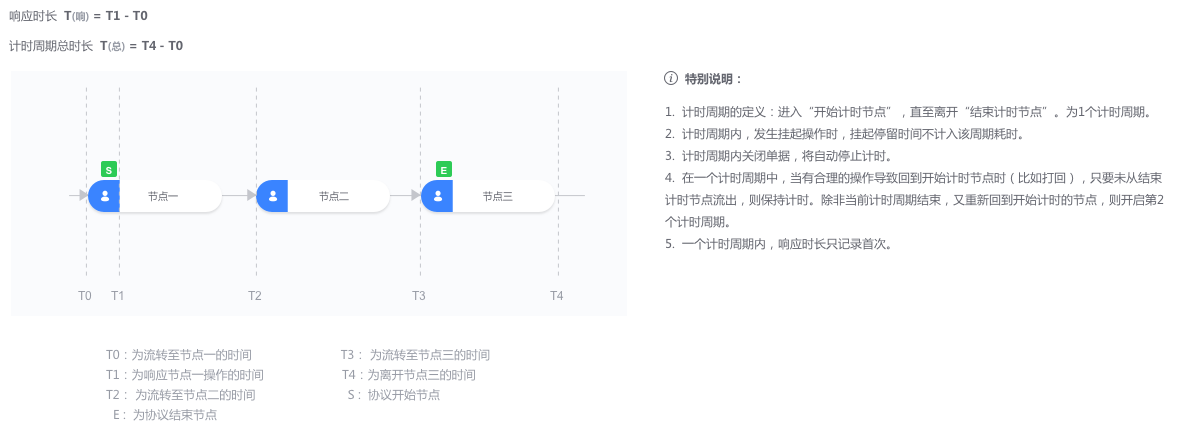 响应时长 T(响) = T1 - T0
计时周期总时长 T(总) = T4 - T0
S
E
节点一
节点二
节点三
T0
T1
T2
T3
T4
T0：为流转至节点一的时间
T3： 为流转至节点三的时间
T1：为响应节点一操作的时间
T4：为离开节点三的时间
T2： 为流转至节点二的时间
S： 协议开始节点
E： 为协议结束节点
特别说明：
1. 计时周期的定义：进入“开始计时节点”，直至离开“结束计时节点”。为1个计时周期。
2. 计时周期内，发生挂起操作时，挂起停留时间不计入该周期耗时。
3. 计时周期内关闭单据，将自动停止计时。
4. 在一个计时周期中，当有合理的操作导致回到开始计时节点时（比如打回），只要未从结束
计时节点流出，则保持计时。除非当前计时周期结束，又重新回到开始计时的节点，则开启第2
个计时周期。
5. 一个计时周期内，响应时长只记录首次。